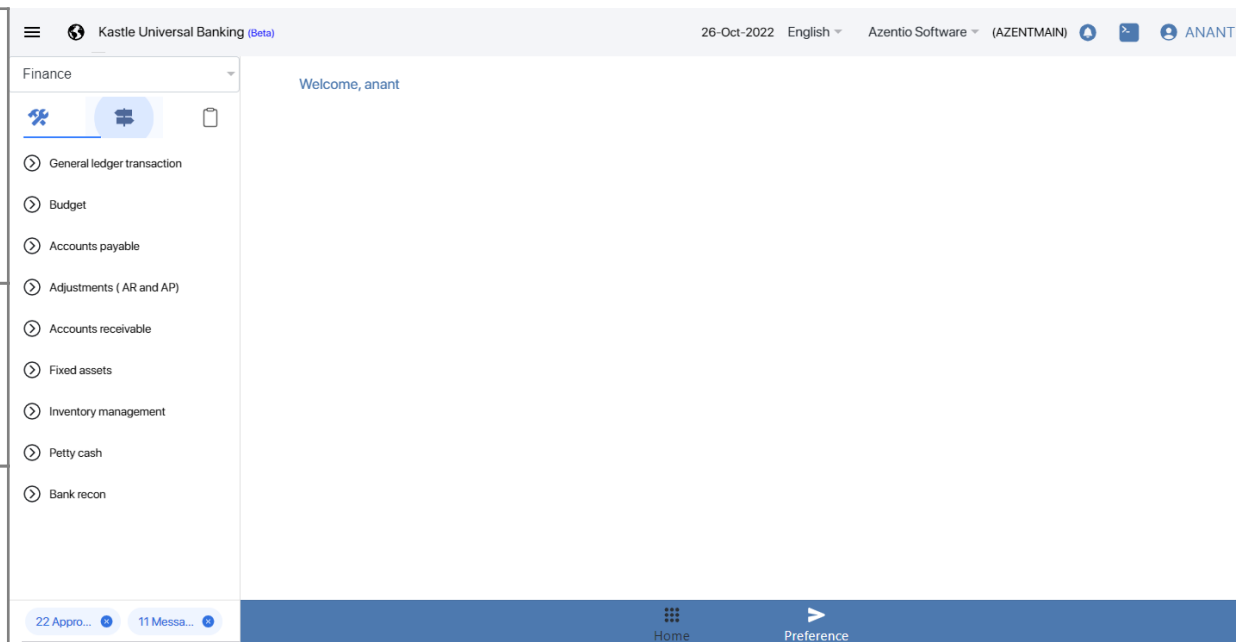 Kastle Universal Banking (Beta) 26-Oct-2022 English Azentio Software (AZENTMAIN) ANANT
Finance
Welcome, anant
General ledger transaction
Budget
Accounts payable
Adjustments ( AR and AP)
Accounts receivable
Fixed assets
Inventory management
Petty cash
Bank recon
22 Appro... 11 Messa...
Home Preference